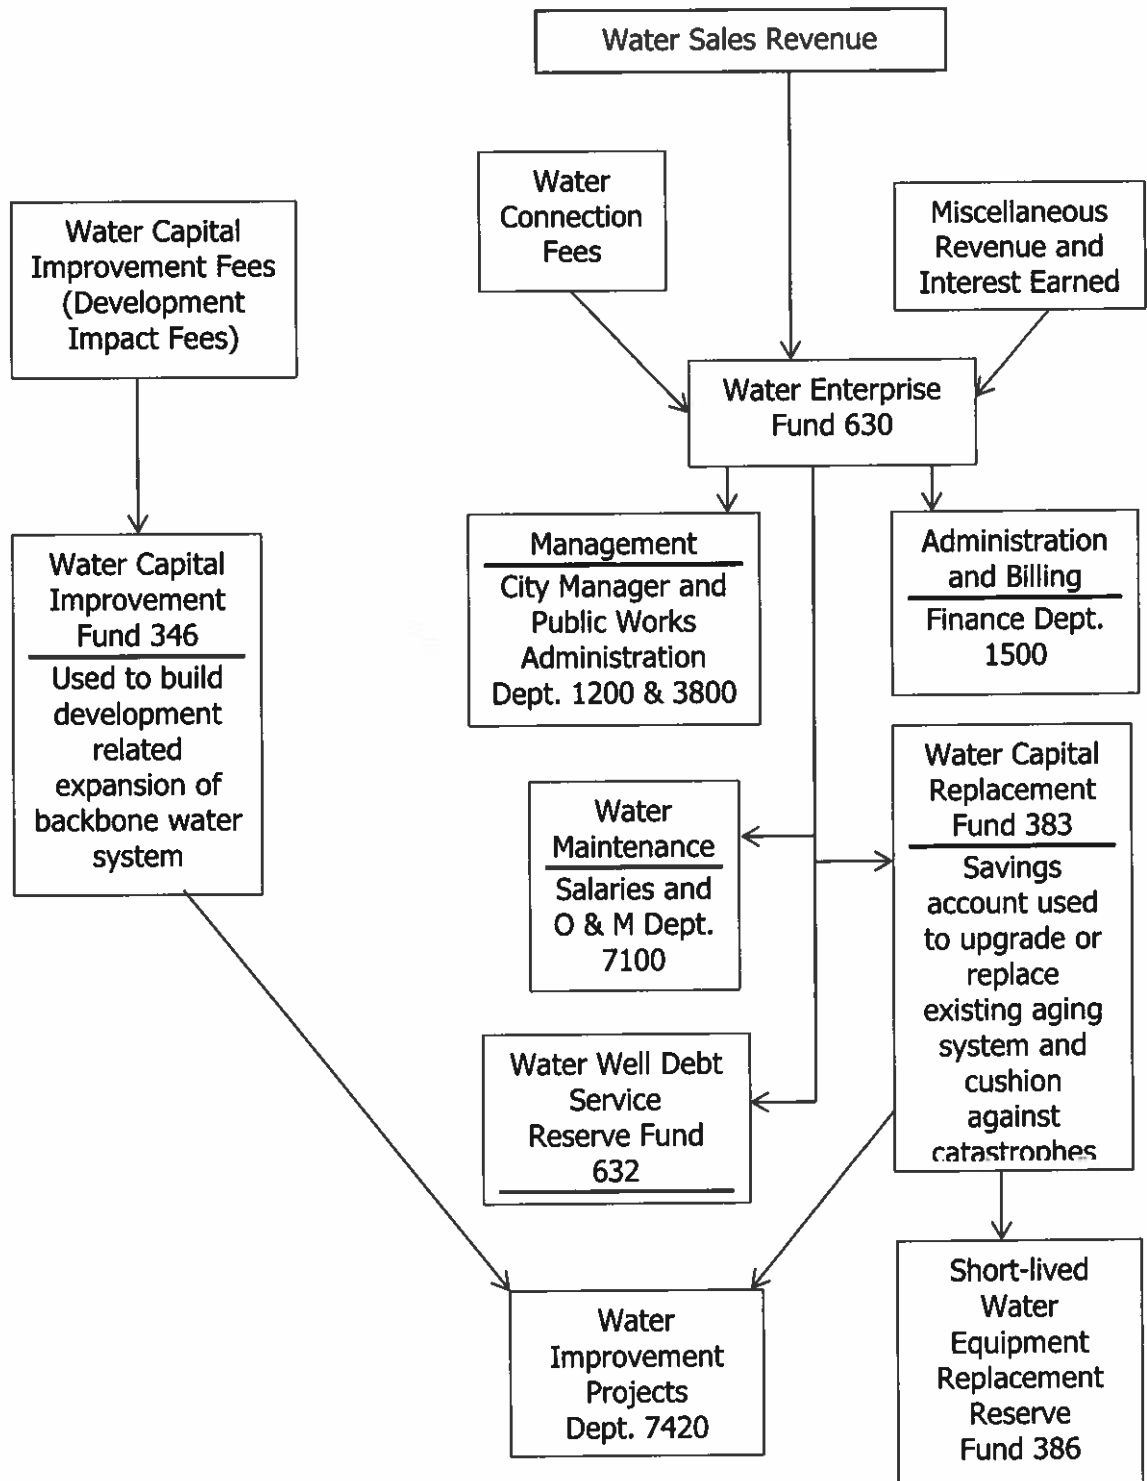 Water Sales Revenue
Water
Connection
Fees
Miscellaneous
Revenue and
Interest Earned
Water Capital
Improvement Fees
(Development
Impact Fees)
Water Enterprise
Fund 630
Management
City Manager and
Public Works
Administration
Dept. 1200 & 3800
Administration
and Billing
Finance Dept.
1500
Water Capital
Improvement
Fund 346
Used to build
development
related
expansion of
backbone water
system
Water
Maintenance
Salaries and
O & M Dept.
7100
Water Capital
Replacement
Fund 383
Savings
account used
to upgrade or
replace
existing aging
system and
cushion
against
catastrophes
Water Well Debt
Service
Reserve Fund
632
Water
Improvement
Projects
Dept. 7420
Short-lived
Water
Equipment
Replacement
Reserve
Fund 386